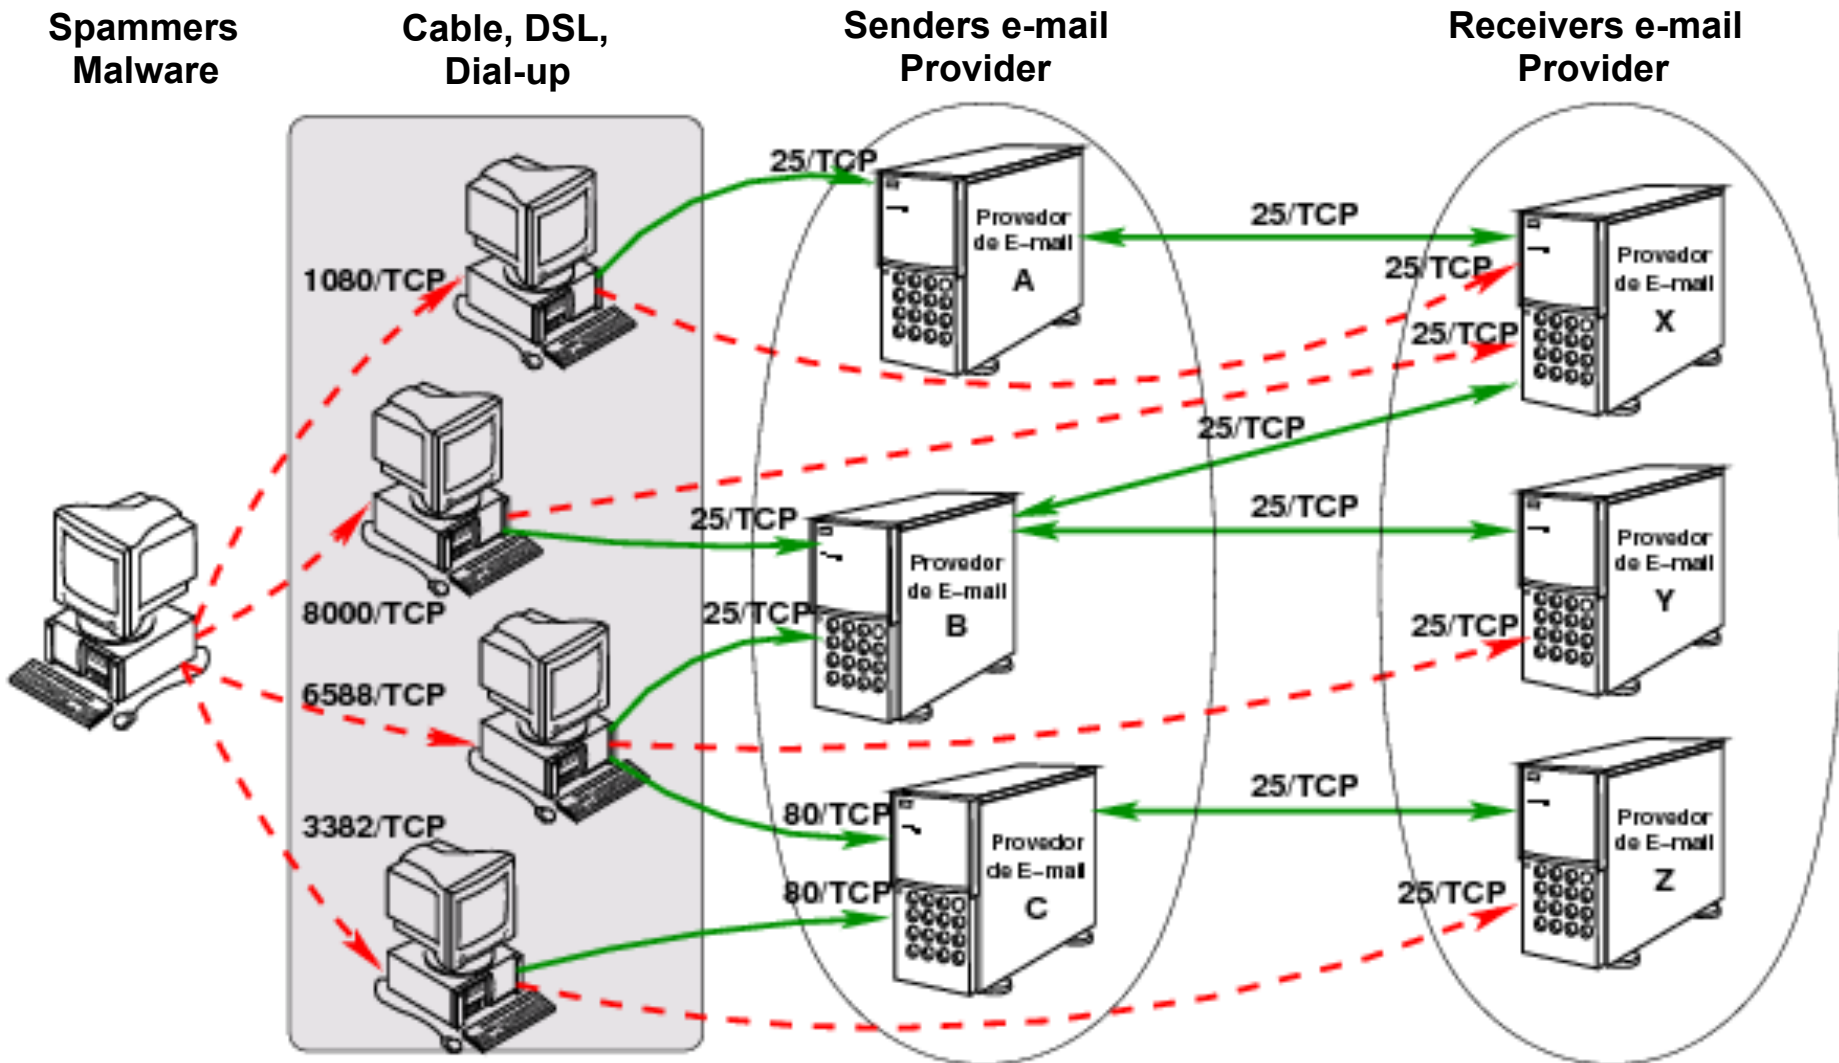 Spammers
Malware
Cable, DSL,
Dial-up
Senders e-mail
Provider
Receivers e-mail
Provider
25/TCP
Provedor
de E-mail
A
25/TCP
1080/TCP
25/TCP
Provedor
de E-mail
X
25/TCP
25/TCP
25/TCP
25/TCP
Provedor
de E-mail
B
Provedor
de E-mail
Y
8000/TCP
25/TCP
25/TCP
6588/TCP
3382/TCP
80/TCP
25/TCP
Provedor
de E-mail
C
Provedor
de E-mail
Z
80/TCP
25/TCP